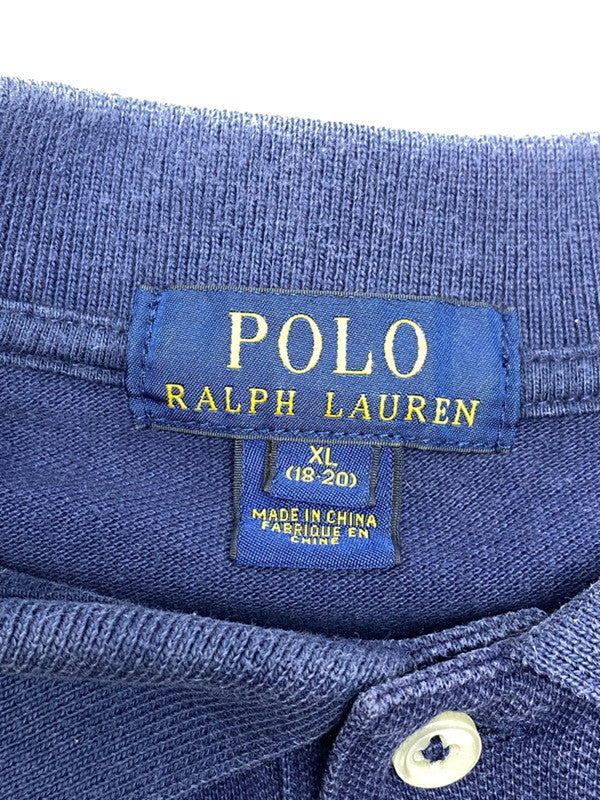 POLO
RALPH LAUREN
XL
(18-20)
MADE IN CHINA
FABRIQUE EN
CHINE